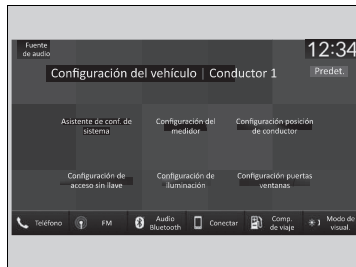 Fuente
de audio
12:34
Configuración del vehículo | Conductor 1
Predet.
Asistente de conf. de
sistema
Configuración del
medidor
Configuración posición
de conductor
Configuración de
acceso sin llave
Configuración de
iluminación
Configuración puertas
ventanas
Teléfono
FM
Audio
Bluetooth
Conectar
Comp.
de viaje
Modo de
visual.